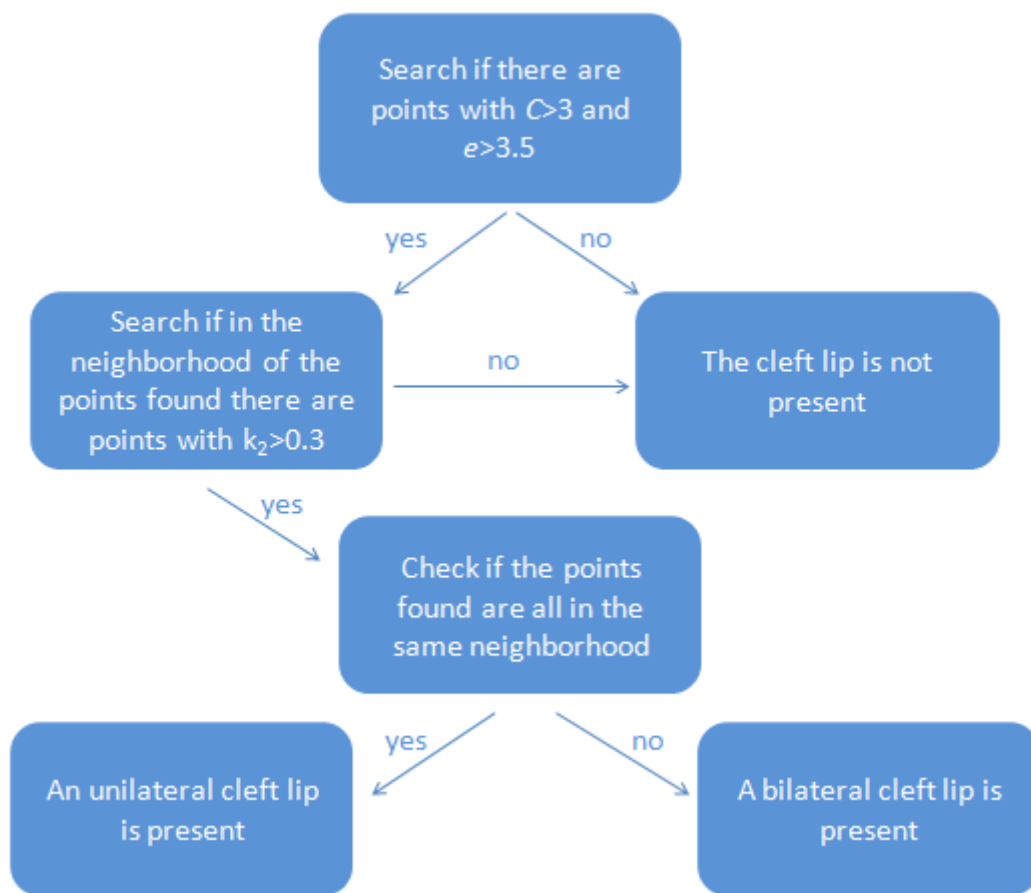 Search if there are
points with C>3 and
e>3.5
yes
no
Search if in the
neighborhood of the
points found there are
points with k₂>0.3
no
The cleft lip is not
present
yes
Check if the points
found are all in the
same neighborhood
yes
no
An unilateral cleft lip
is present
A bilateral cleft lip is
present